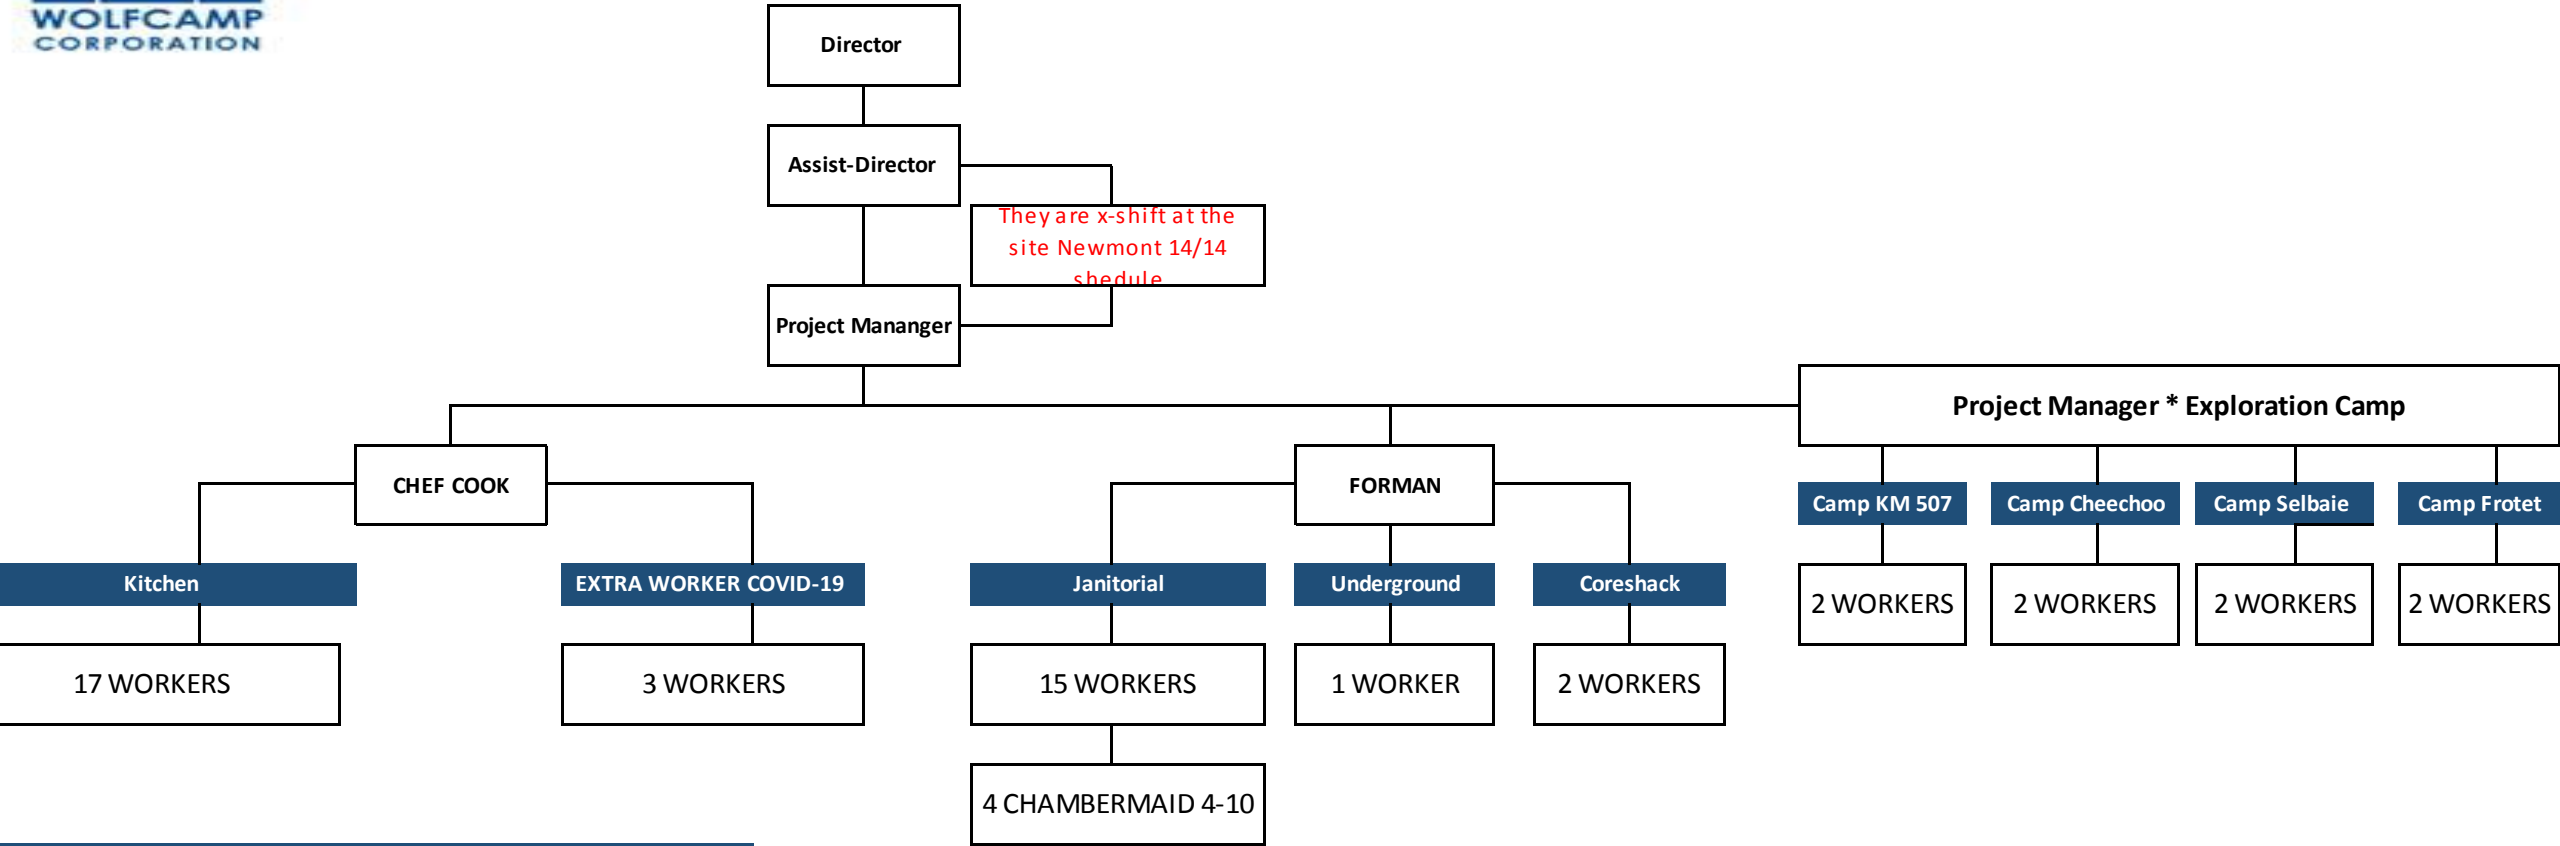 WOLFCAMP
CORPORATION
Director
Assist-Director
They are x-shift at the
site Newmont 14/14
shedule
Project Mananger
Project Manager * Exploration Camp
CHEF COOK
FORMAN
Camp KM 507
Camp Cheechoo
Camp Selbaie
Camp Frotet
Kitchen
EXTRA WORKER COVID-19
Janitorial
Underground
Coreshack
2 WORKERS
2 WORKERS
2 WORKERS
2 WORKERS
17 WORKERS
3 WORKERS
15 WORKERS
1 WORKER
2 WORKERS
4 CHAMBERMAID 4-10